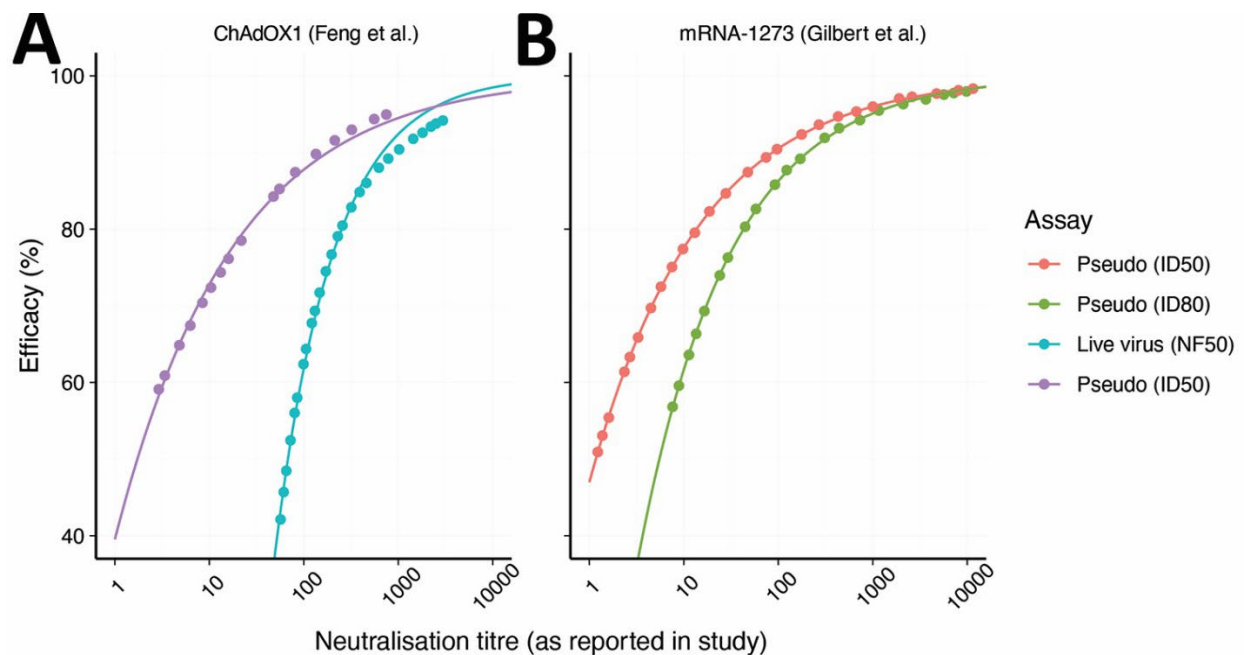 A
ChAdOX1 (Feng et al.)
B
mRNA-1273 (Gilbert et al.)
Efficacy (%)
100
80
60
40
1
10
100
1000
10000
1
10
100
1000
10000
Neutralisation titre (as reported in study)
Assay
Pseudo (ID50)
Pseudo (ID80)
Live virus (NF50)
Pseudo (ID50)